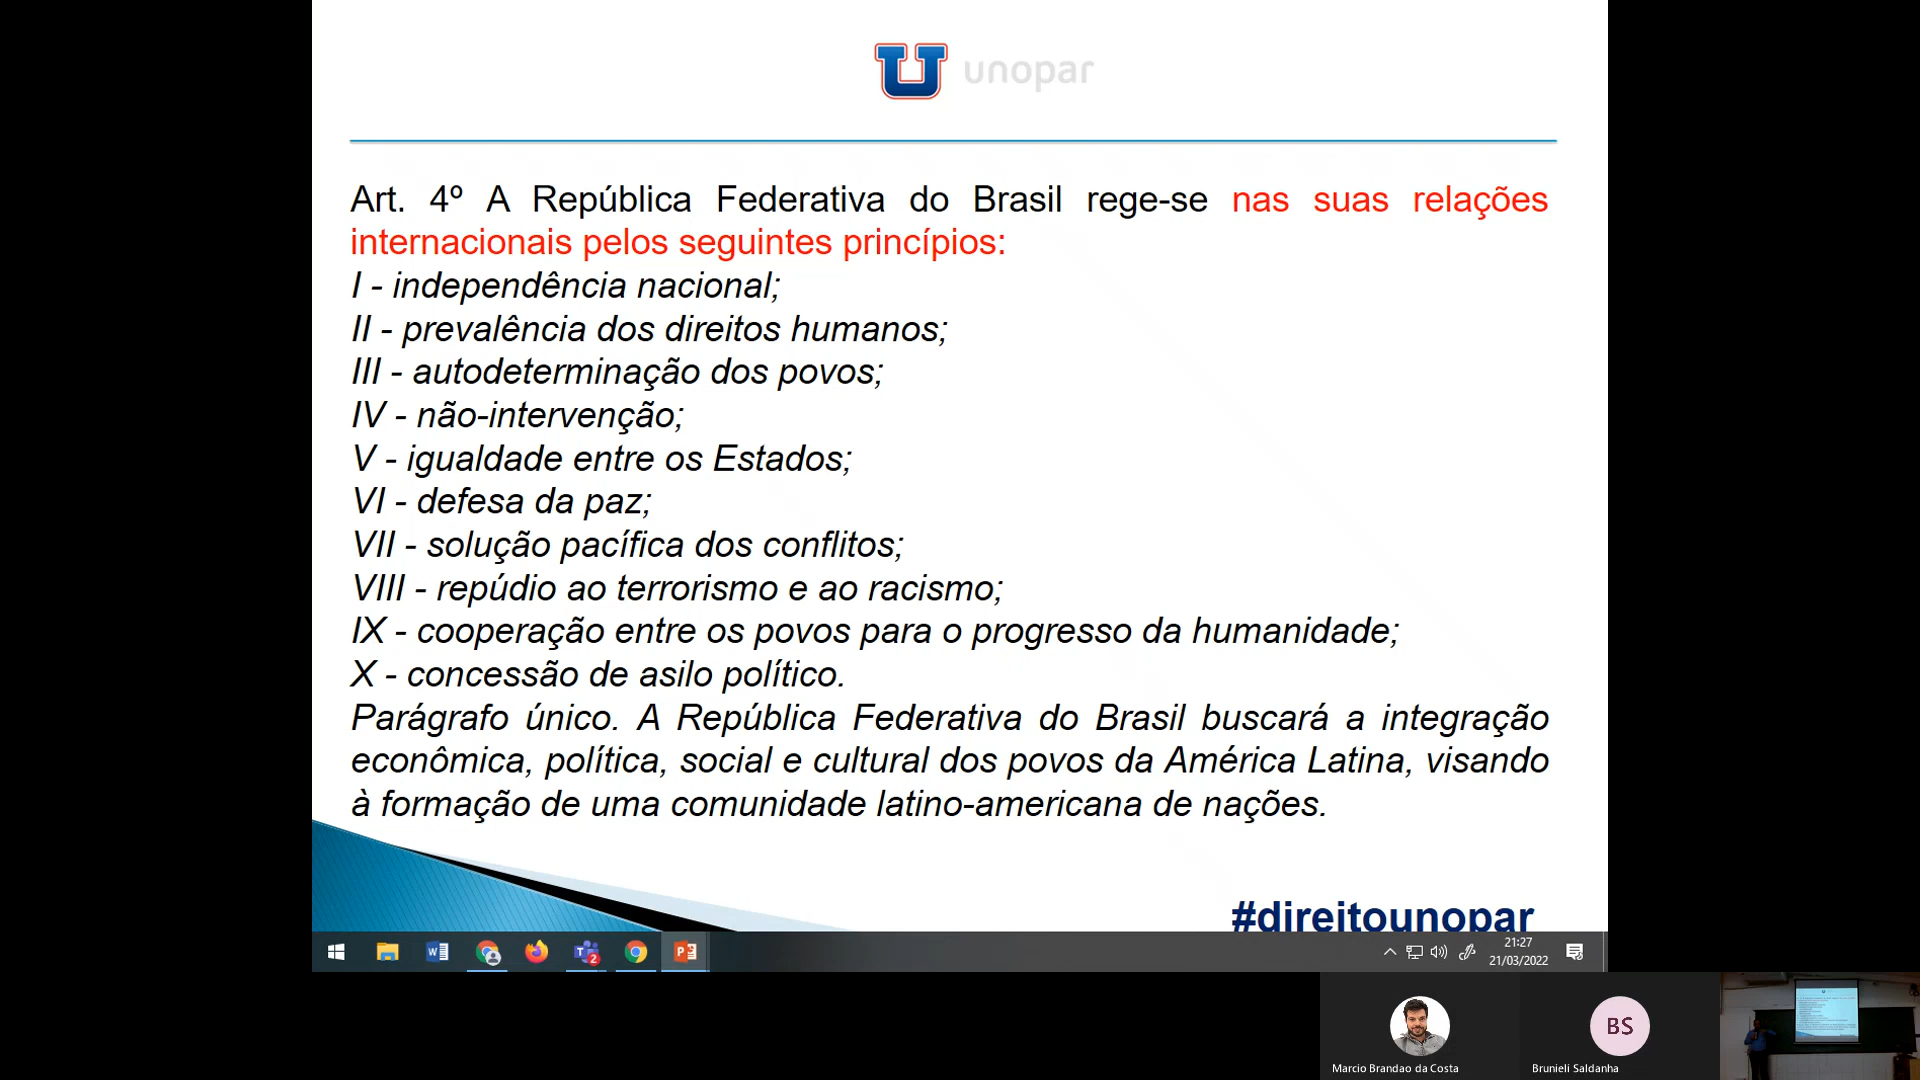 unopar
Art. 4º A República Federativa do Brasil rege-se nas suas relações
internacionais pelos seguintes princípios:
I - independência nacional;
II - prevalência dos direitos humanos;
III - autodeterminação dos povos;
IV - não-intervenção;
V - igualdade entre os Estados;
VI - defesa da paz;
VII - solução pacífica dos conflitos;
VIII - repúdio ao terrorismo e ao racismo;
IX - cooperação entre os povos para o progresso da humanidade;
X - concessão de asilo político.
Parágrafo único. A República Federativa do Brasil buscará a integração
econômica, política, social e cultural dos povos da América Latina, visando
à formação de uma comunidade latino-americana de nações.
#direitounopar
2
21:27
21/03/2022
BS
Marcio Brandao da Costa
Brunieli Saldanha